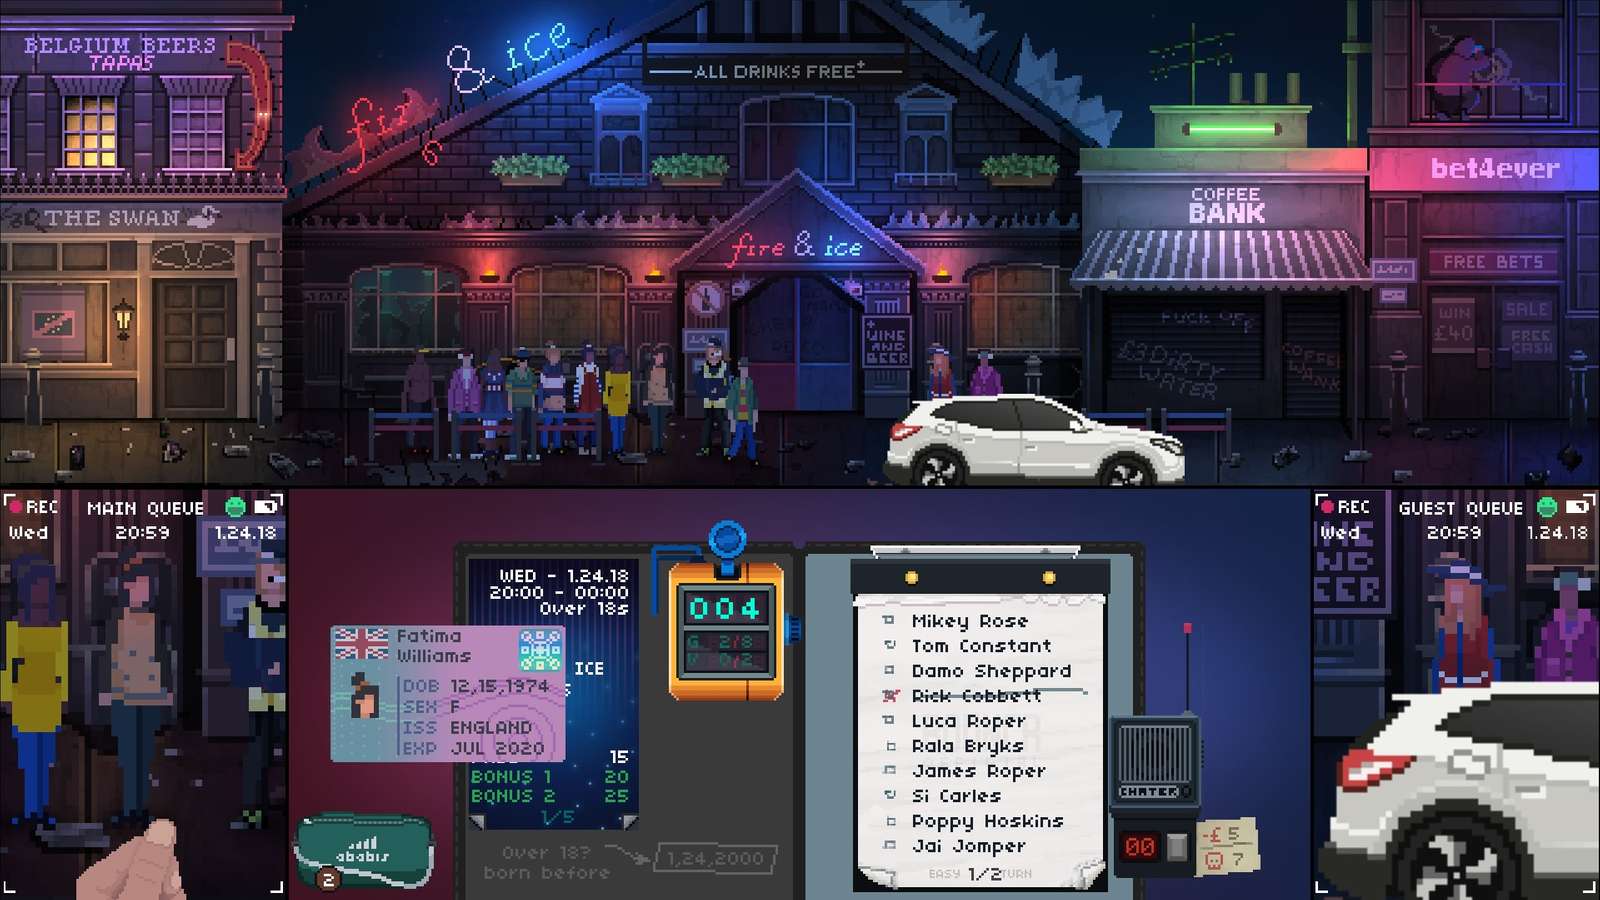 BELGIUM BEERS
TAPAS
THE SWAN
fire
& ice
ALL DRINKS FREE+
fire & ice
+
WINE
AND
BEER
COFFEE
BANK
FUCK OFF
£3 DIRTY
WATER
COFFEE
WANK
bet4ever
FREE BETS
WIN
£40
SALE
FREE
CASH
REC MAIN QUEUE
Wed 20:59 1.24.18
WED - 1.24.18
20:00 - 00:00
Over 18s
ICE
S
15
BONUS 1 20
BONUS 2 25
1/5
Fatima
Williams
DOB 12,15,1974
SEX F
ISS ENGLAND
EXP JUL 2020
ababis
2
Over 18?
born before
1,24,2000
004
G 2/8
V 0/2
Mikey Rose
Tom Constant
Damo Sheppard
Rick Cobbett
Luca Roper
Rala Bryks
James Roper
Si Carles
Poppy Hoskins
Jai Jomper
EASY 1/2 TURN
CHATER
00
-£ 5
7
REC GUEST QUEUE
Wed 20:59 1.24.18
NE
ND
EER